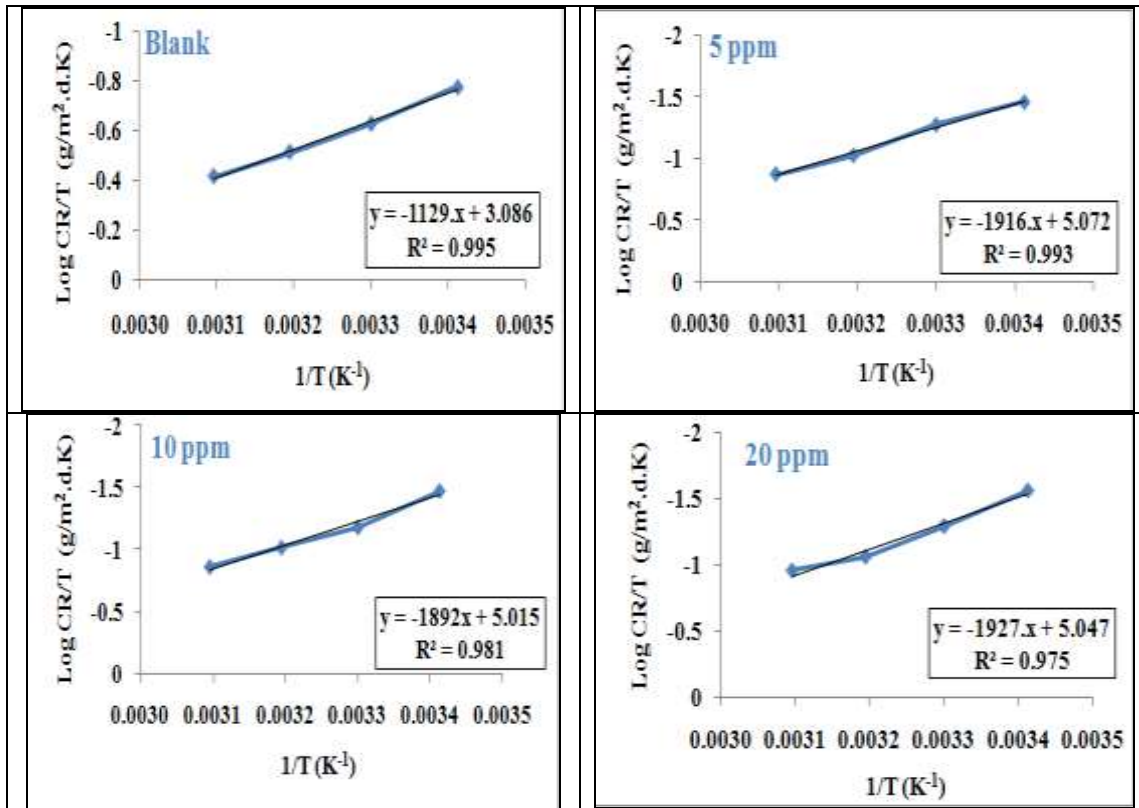 Blank
Log CR/T (g/m².d.K)
-1
-0.8
-0.6
-0.4
-0.2
0
y = -1129.x + 3.086
R² = 0.995
0.0030 0.0031 0.0032 0.0033 0.0034 0.0035
1/T (K⁻¹)
5 ppm
Log CR/T (g/m².d.K)
-2
-1.5
-1
-0.5
0
y = -1916.x + 5.072
R² = 0.993
0.0030 0.0031 0.0032 0.0033 0.0034 0.0035
1/T (K⁻¹)
10 ppm
Log CR/T (g/m².d.K)
-2
-1.5
-1
-0.5
0
y = -1892x + 5.015
R² = 0.981
0.0030 0.0031 0.0032 0.0033 0.0034 0.0035
1/T (K⁻¹)
20 ppm
Log CR/T (g/m².d.K)
-2
-1.5
-1
-0.5
0
y = -1927.x + 5.047
R² = 0.975
0.0030 0.0031 0.0032 0.0033 0.0034 0.0035
1/T (K⁻¹)